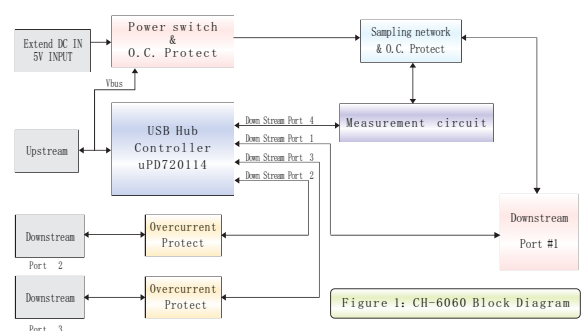 Extend DC IN
5V INPUT
Power switch
&
O.C. Protect
Sampling network
& O.C. Protect
Vbus
Upstream
USB Hub
Controller
uPD720114
Down Stream Port 4
Down Stream Port 1
Down Stream Port 3
Down Stream Port 2
Measurement circuit
Downstream
Port #1
Downstream
Port 2
Overcurrent
Protect
Downstream
Port 3
Overcurrent
Protect
Figure 1: CH-6060 Block Diagram